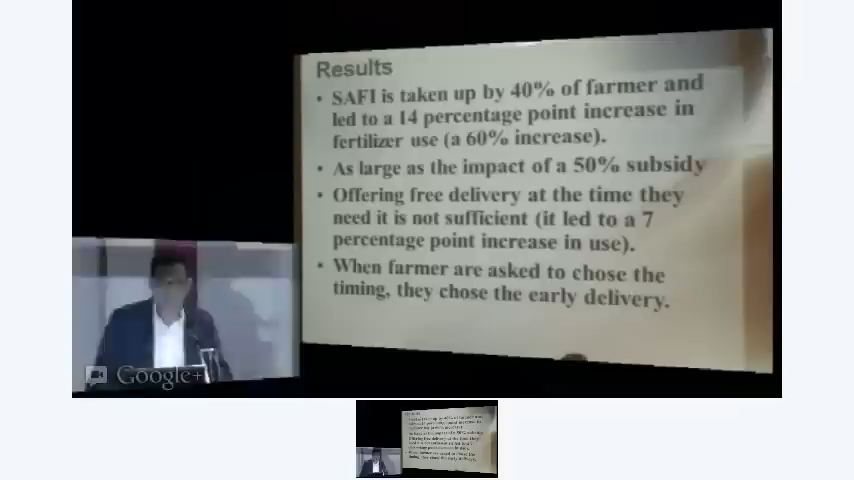 Results
• SAFI is taken up by 40% of farmer and
led to a 14 percentage point increase in
fertilizer use (a 60% increase).
• As large as the impact of a 50% subsidy
• Offering free delivery at the time they
need it is not sufficient (it led to a 7
percentage point increase in use).
• When farmer are asked to chose the
timing, they chose the early delivery.
Google+